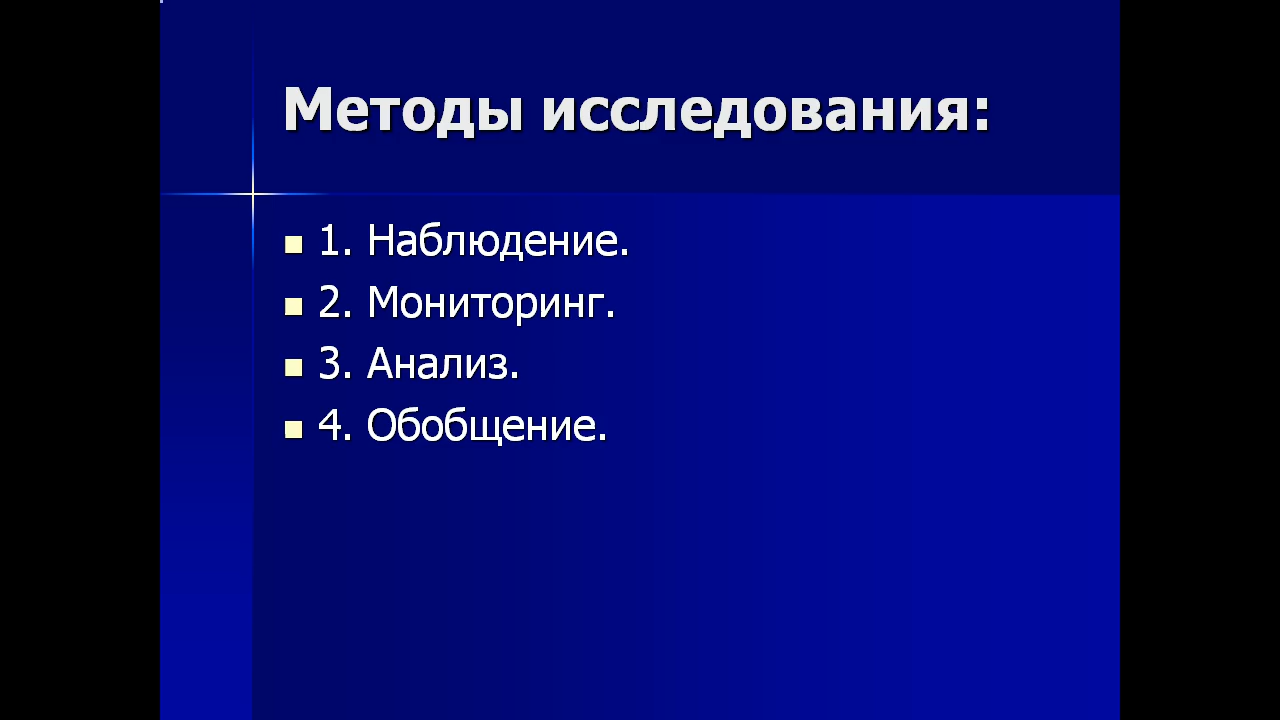 Методы исследования:
1. Наблюдение.
2. Мониторинг.
3. Анализ.
4. Обобщение.